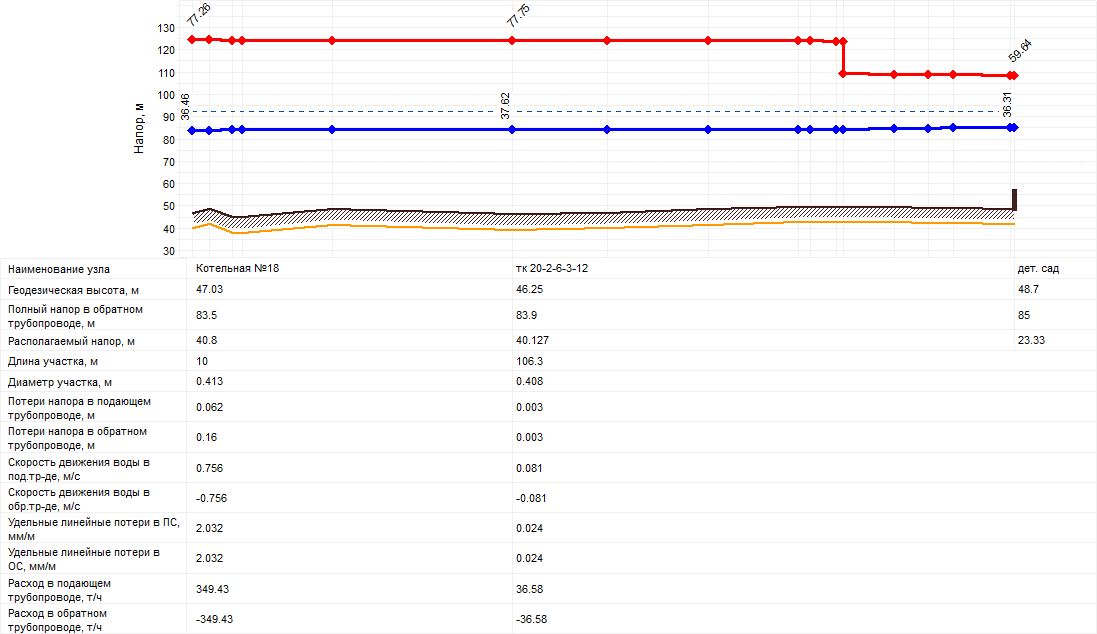 77.26 77.75 59.64
Напор, м
130
120
110
100
90
80
70
60
50
40
30
36.46 37.62 36.31
Наименование узла Котельная №18 тк 20-2-6-3-12 дет. сад
Геодезическая высота, м 47.03 46.25 48.7
Полный напор в обратном
трубопроводе, м 83.5 83.9 85
Располагаемый напор, м 40.8 40.127 23.33
Длина участка, м 10 106.3
Диаметр участка, м 0.413 0.408
Потери напора в подающем
трубопроводе, м 0.062 0.003
Потери напора в обратном
трубопроводе, м 0.16 0.003
Скорость движения воды в
под.тр-де, м/с 0.756 0.081
Скорость движения воды в
обр.тр-де, м/с -0.756 -0.081
Удельные линейные потери в ПС,
мм/м 2.032 0.024
Удельные линейные потери в
ОС, мм/м 2.032 0.024
Расход в подающем
трубопроводе, т/ч 349.43 36.58
Расход в обратном
трубопроводе, т/ч -349.43 -36.58